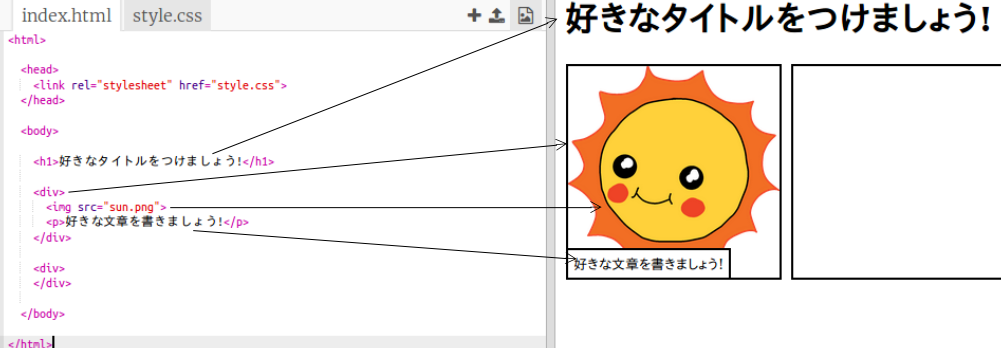 index.html style.css
好きなタイトルをつけましょう!
<html>
<head>
<link rel="stylesheet" href="style.css">
</head>
<body>
<h1>好きなタイトルをつけましょう!</h1>
<div>
<img src="sun.png">
<p>好きな文章を書きましょう!</p>
</div>
<div>
</div>
</body>
</html>
好きな文章を書きましょう!